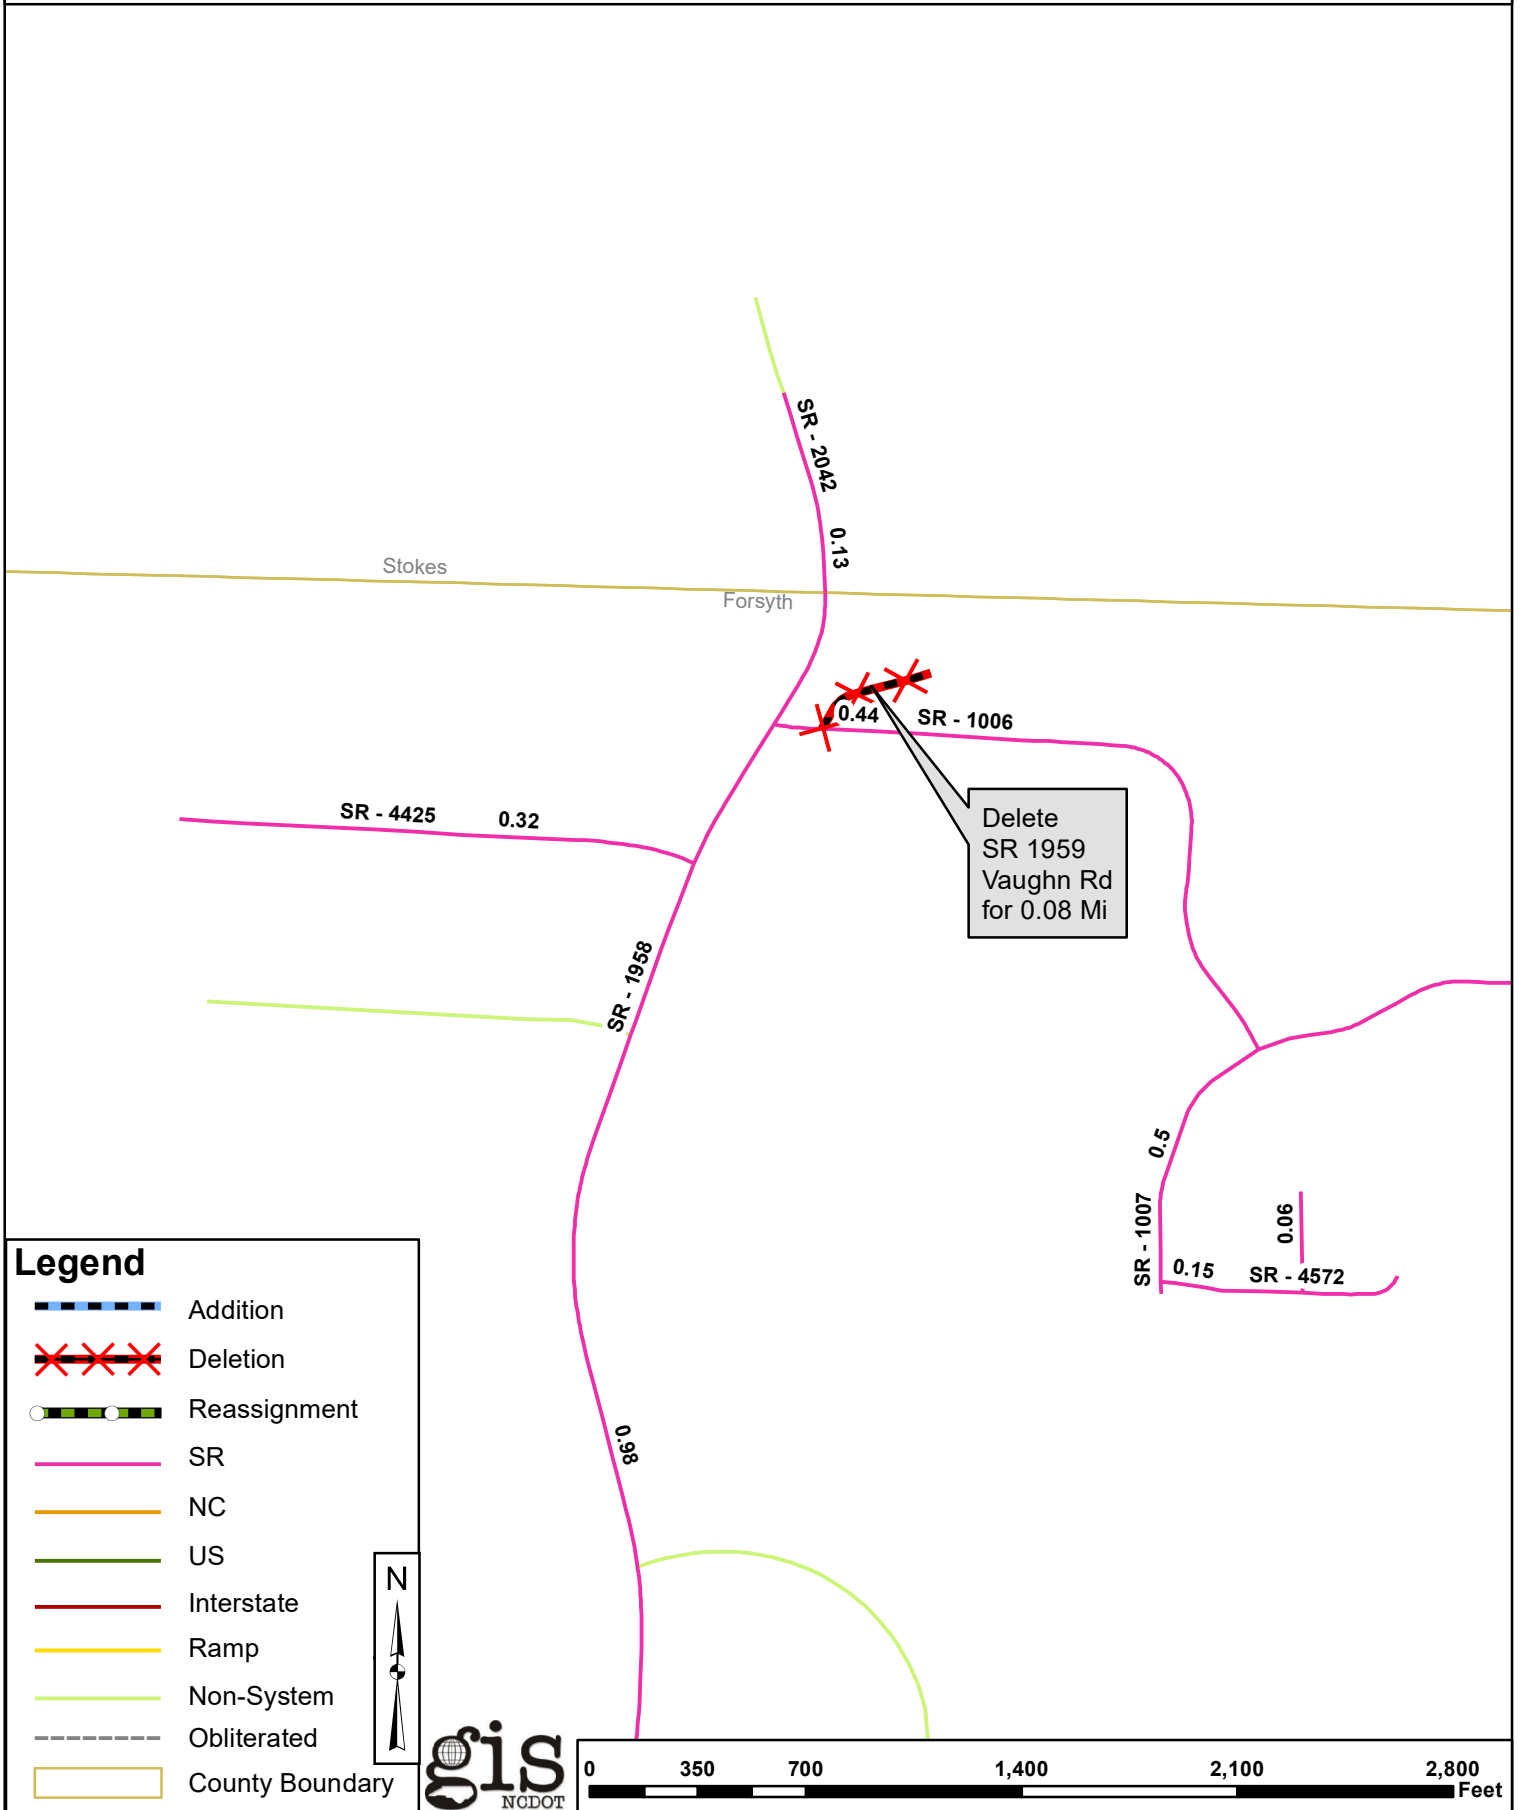 SR - 2042
0.13
Stokes
Forsyth
0.44
SR - 1006
SR - 4425
0.32
Delete
SR 1959
Vaughn Rd
for 0.08 Mi
SR - 1958
0.5
SR - 1007
0.06
0.15
SR - 4572
0.98
Legend
Addition
Deletion
Reassignment
SR
NC
US
Interstate
Ramp
Non-System
Obliterated
County Boundary
N
gis
NCDOT
0 350 700 1,400 2,100 2,800
Feet